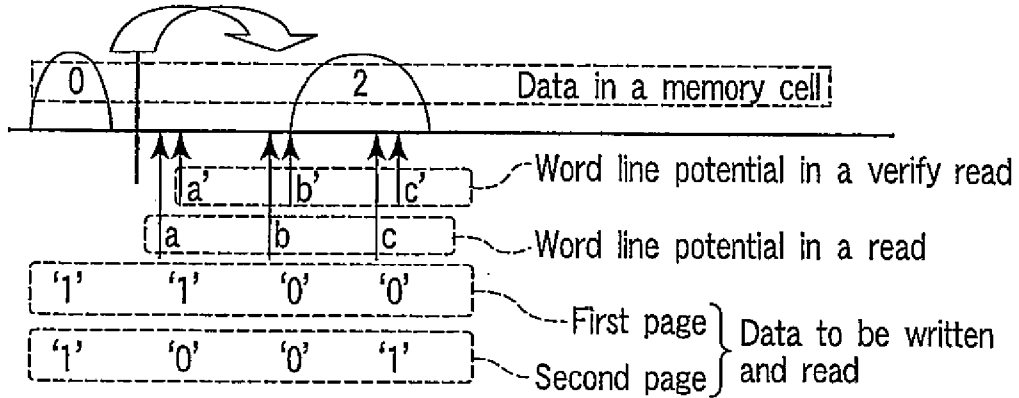 0 2 Data in a memory cell
a' b' c' Word line potential in a verify read
a b c Word line potential in a read
'1' '1' '0' '0'
First page
Data to be written
and read
'1' '0' '0' '1'
Second page